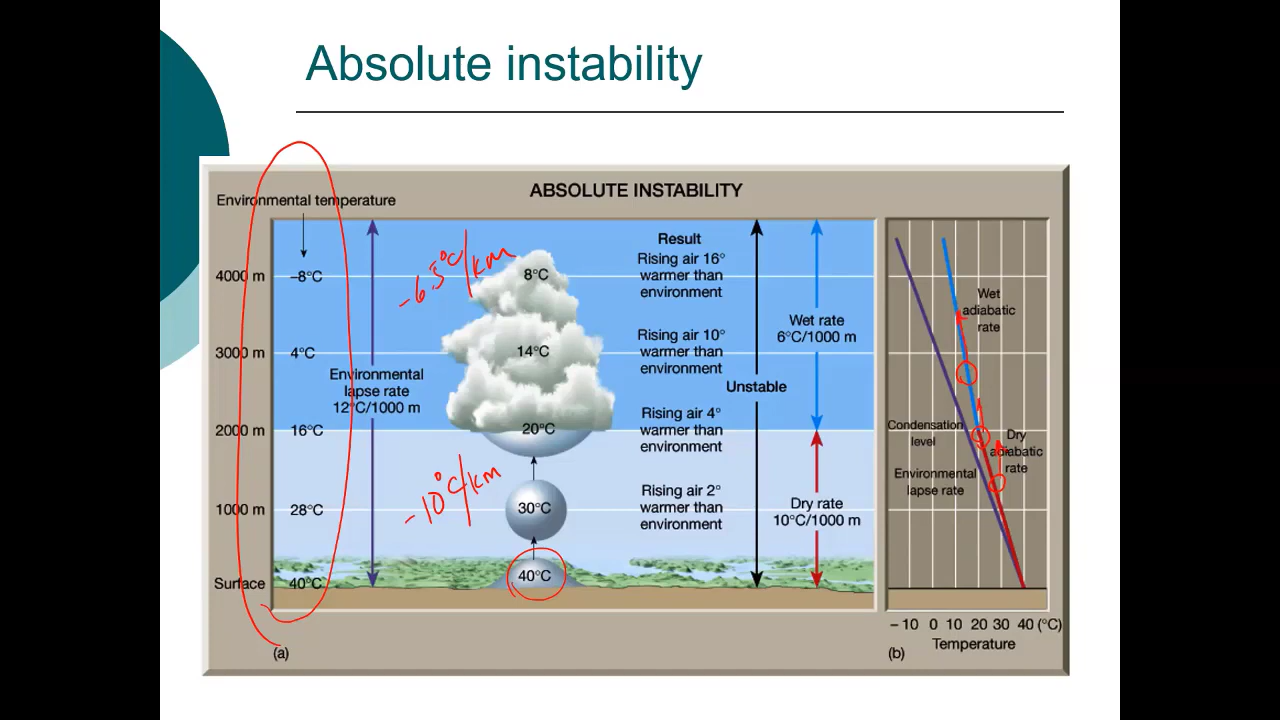 Absolute instability
ABSOLUTE INSTABILITY
Environmental temperature
4000 m
–8°C
3000 m
4°C
2000 m
16°C
1000 m
28°C
Surface
40°C
Environmental
lapse rate
12°C/1000 m
-6.5°C/km
-10°C/km
8°C
14°C
20°C
30°C
40°C
Result
Rising air 16°
warmer than
environment
Rising air 10°
warmer than
environment
Rising air 4°
warmer than
environment
Rising air 2°
warmer than
environment
Unstable
Wet rate
6°C/1000 m
Dry rate
10°C/1000 m
(a)
Wet
adiabatic
rate
Condensation
level
Dry
adiabatic
rate
Environmental
lapse rate
–10 0 10 20 30 40 (°C)
Temperature
(b)